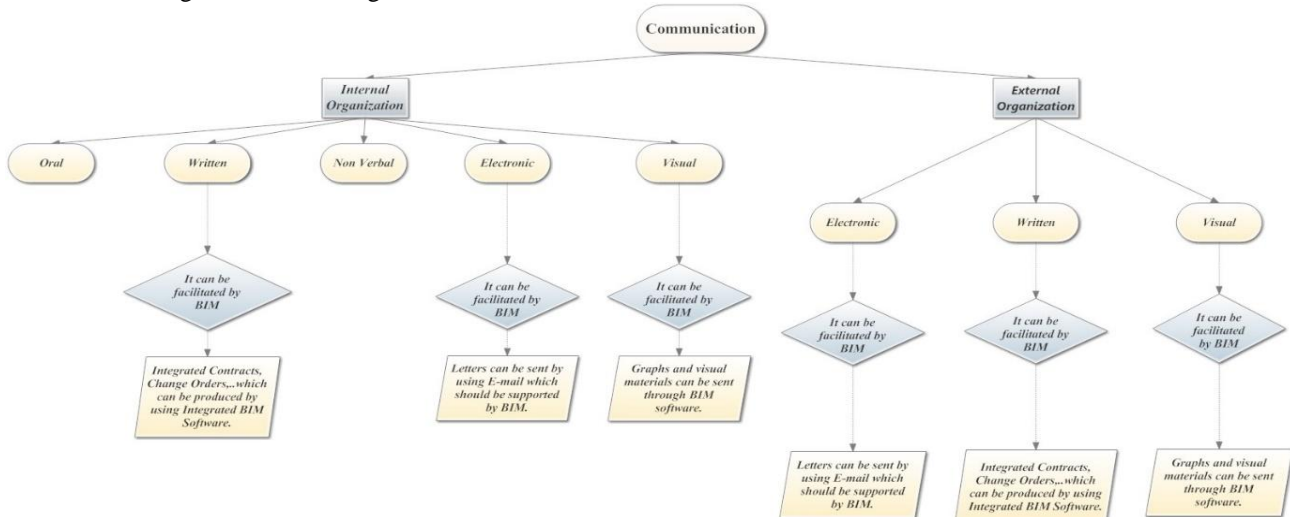 Communication
Internal
Organization
External
Organization
Oral
Written
Non Verbal
Electronic
Visual
Electronic
Written
Visual
It can be
facilitated by
BIM
It can be
facilitated by
BIM
It can be
facilitated by
BIM
It can be
facilitated by
BIM
It can be
facilitated by
BIM
It can be
facilitated
by BIM
Integrated Contracts,
Change Orders,..which
can be produced by
using Integrated BIM
Software.
Letters can be sent by
using E-mail which
should be supported
by BIM.
Graphs and visual
materials can be sent
through BIM
software.
Letters can be sent by
using E-mail which
should be supported
by BIM.
Integrated Contracts,
Change Orders,..which
can be produced by using
Integrated BIM Software.
Graphs and visual
materials can be sent
through BIM
software.